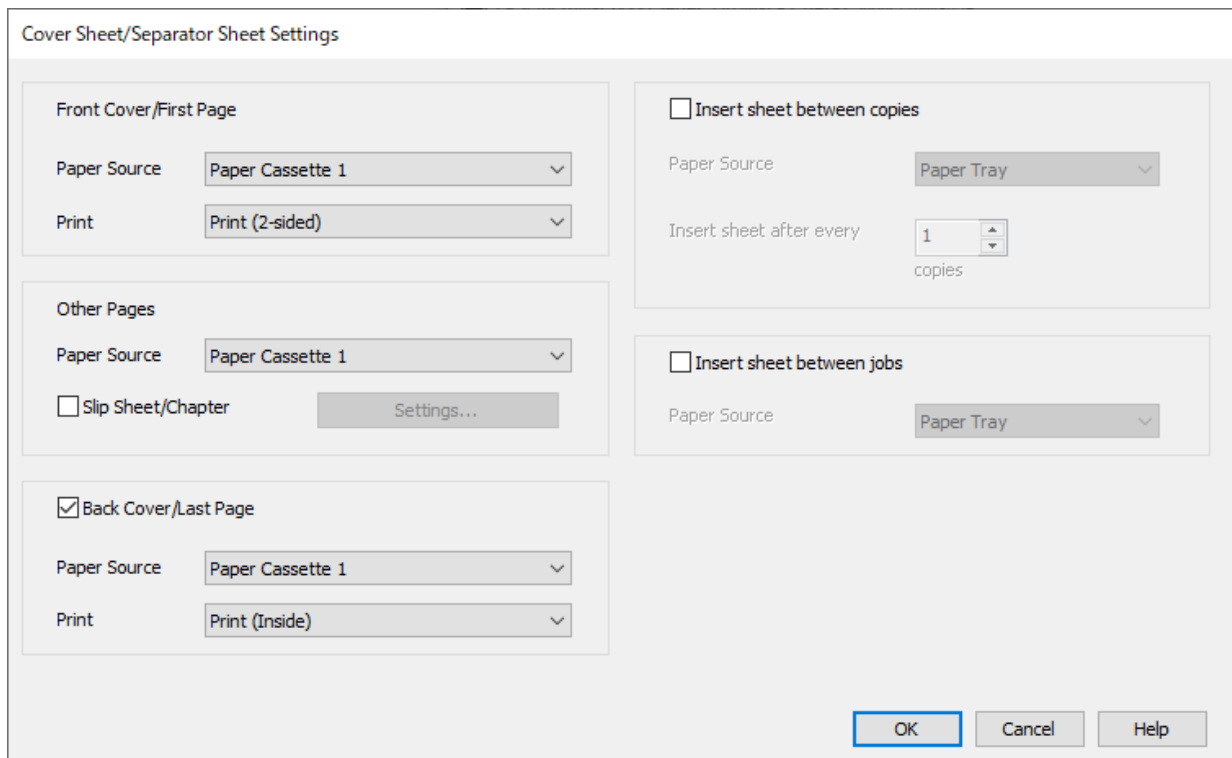 Cover Sheet/Separator Sheet Settings
Front Cover/First Page
Paper Source Paper Cassette 1
Print Print (2-sided)
Other Pages
Paper Source Paper Cassette 1
Slip Sheet/Chapter Settings...
Back Cover/Last Page
Paper Source Paper Cassette 1
Print Print (Inside)
Insert sheet between copies
Paper Source Paper Tray
Insert sheet after every 1
copies
Insert sheet between jobs
Paper Source Paper Tray
OK Cancel Help